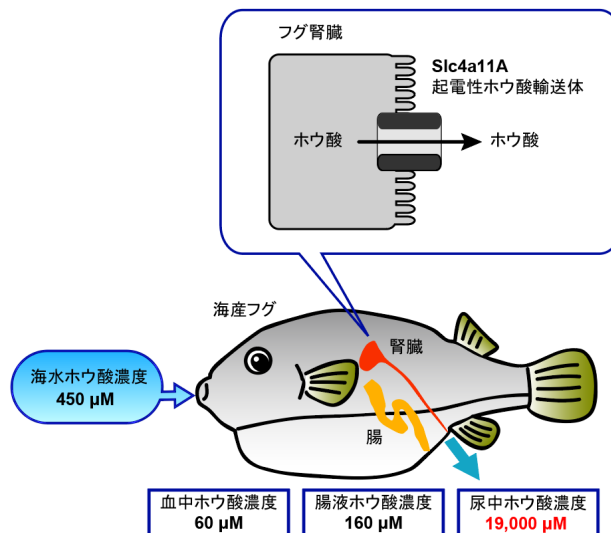 フグ腎臓
Slc4a11A
起電性ホウ酸輸送体
ホウ酸
ホウ酸
海産フグ
腎臓
海水ホウ酸濃度
450 μM
腸
血中ホウ酸濃度
60 μM
腸液ホウ酸濃度
160 μM
尿中ホウ酸濃度
19,000 μM